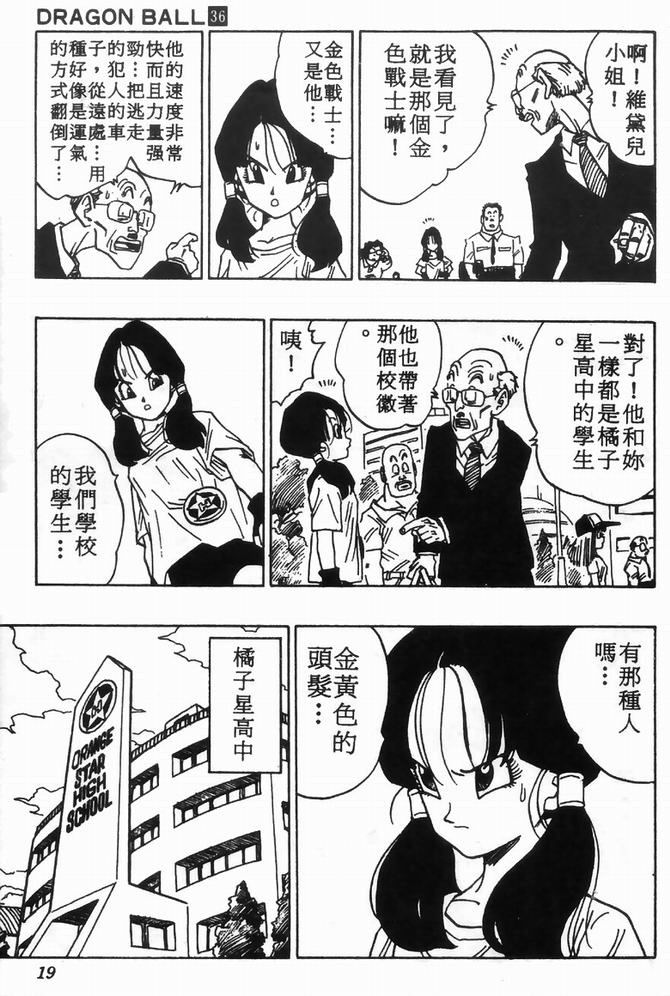 DRAGON BALL 36
啊！維黛兒
小姐！
我看見了，
就是那個金
色戰士嘛！
金色戰士…
又是他…
他的速度非常
快而且力量强
勁…把逃走
的犯人的車
子，從遠處…用
種好像是運氣
的方式翻倒了…
對了！他和妳
一樣都是橘子
星高中的學生
。
他也帶著
那個校徽
。
咦！
我們學校
的學生…
有那種人
嗎…
金黃色的
頭髮…
橘子星高中
ORANGE
STAR
HIGH
SCHOOL
19